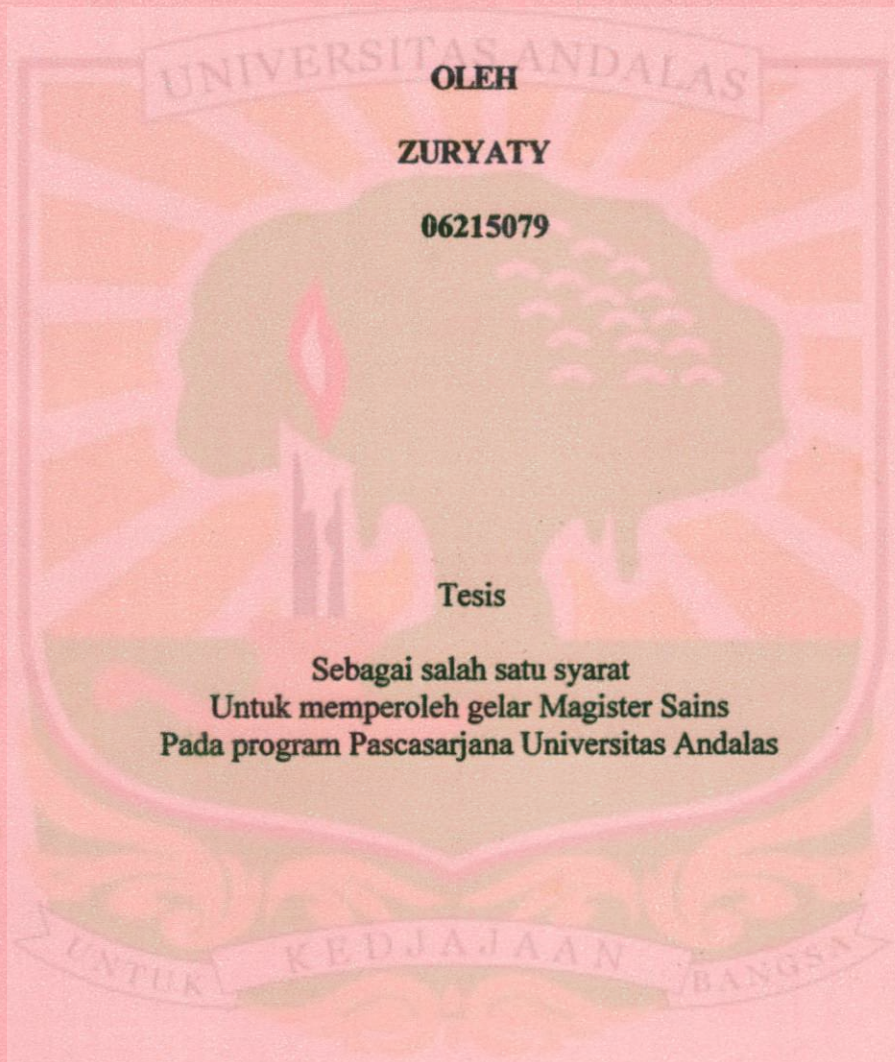 UNIVERSITAS ANDALAS
OLEH
ZURYATY
06215079
Tesis
Sebagai salah satu syarat
Untuk memperoleh gelar Magister Sains
Pada program Pascasarjana Universitas Andalas
UNTUK KEDJAJAAN BANGSA